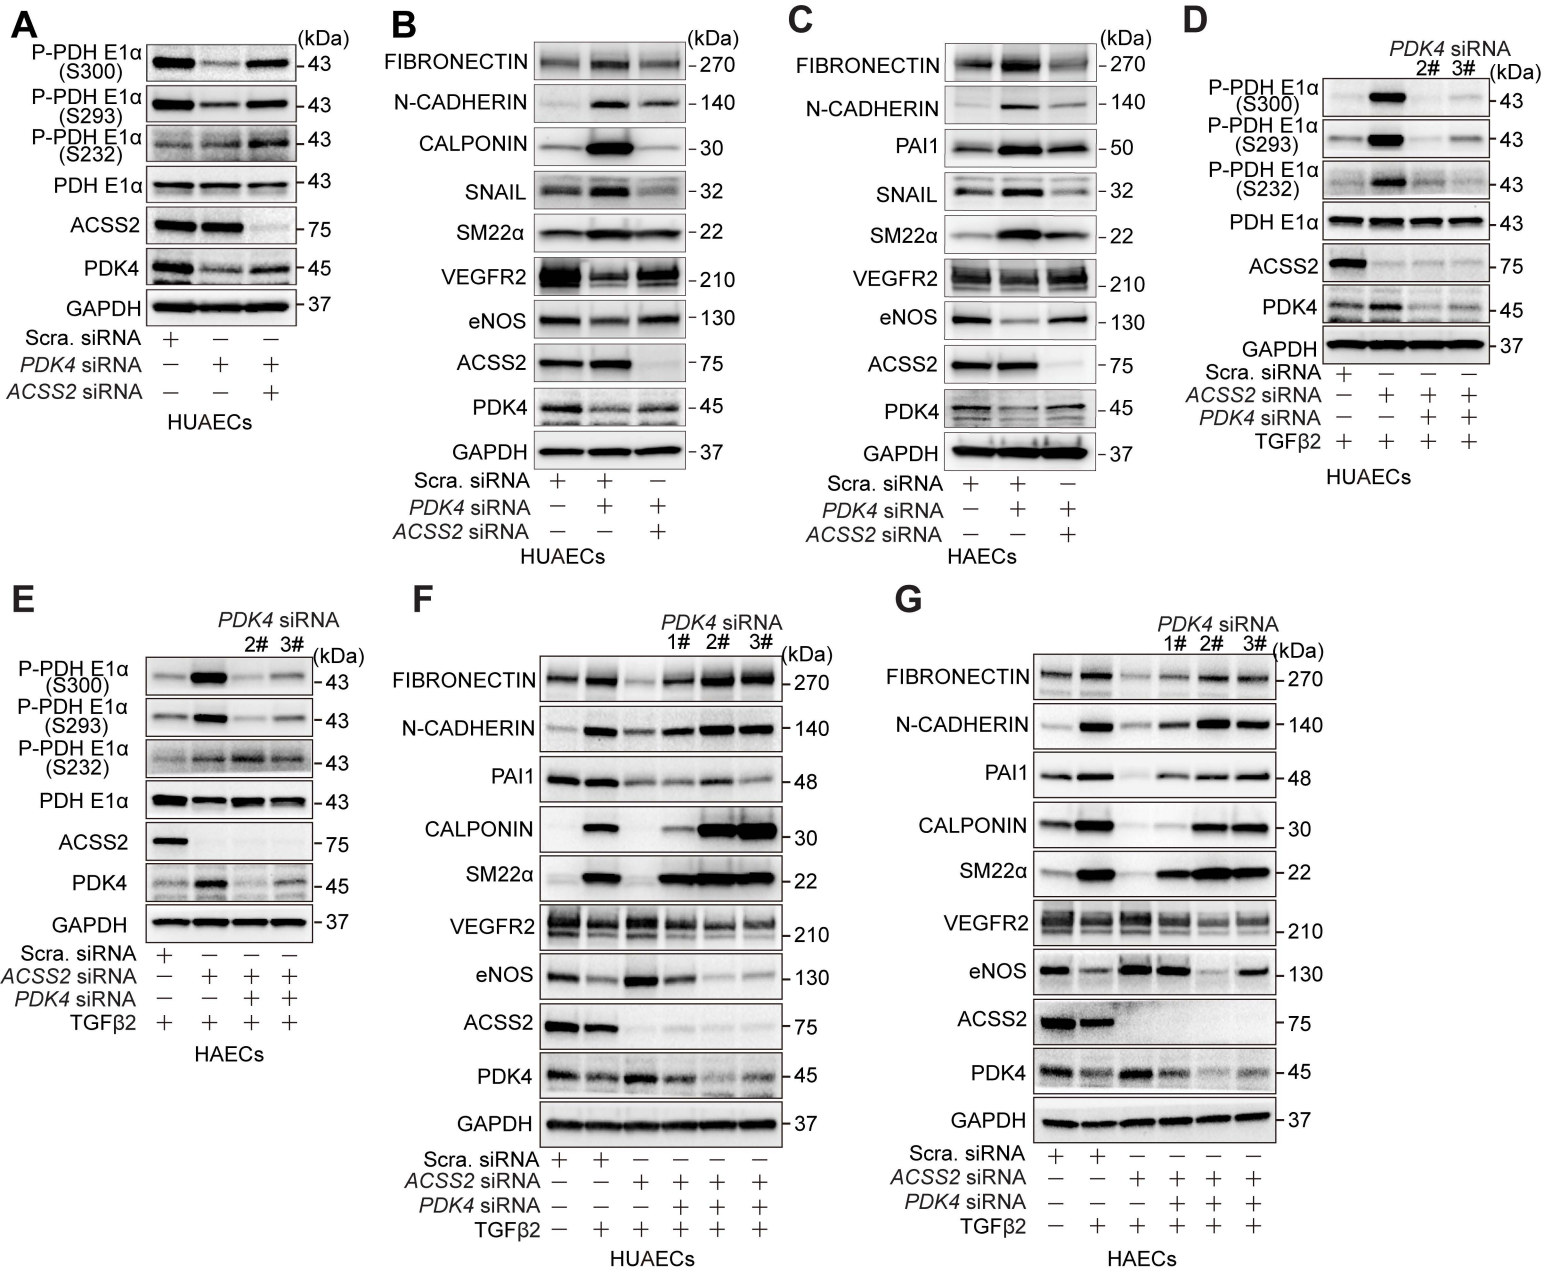 A
(kDa)
P-PDH E1α
(S300)
43
P-PDH E1α
(S293)
43
P-PDH E1α
(S232)
43
PDH E1α
43
ACSS2
75
PDK4
45
GAPDH
37
Scra. siRNA + − −
PDK4 siRNA − + +
ACSS2 siRNA − − +
HUAECs
B
(kDa)
FIBRONECTIN
270
N-CADHERIN
140
CALPONIN
30
SNAIL
32
SM22α
22
VEGFR2
210
eNOS
130
ACSS2
75
PDK4
45
GAPDH
37
Scra. siRNA + + −
PDK4 siRNA − + +
ACSS2 siRNA − − +
HUAECs
C
(kDa)
FIBRONECTIN
270
N-CADHERIN
140
PAI1
50
SNAIL
32
SM22α
22
VEGFR2
210
eNOS
130
ACSS2
75
PDK4
45
GAPDH
37
Scra. siRNA + + −
PDK4 siRNA − + +
ACSS2 siRNA − − +
HAECs
D
PDK4 siRNA
2# 3# (kDa)
P-PDH E1α
(S300)
43
P-PDH E1α
(S293)
43
P-PDH E1α
(S232)
43
PDH E1α
43
ACSS2
75
PDK4
45
GAPDH
37
Scra. siRNA + − − −
ACSS2 siRNA − + + +
PDK4 siRNA − − + +
TGFβ2 + + + +
HUAECs
E
PDK4 siRNA
2# 3#
(kDa)
P-PDH E1α
(S300)
43
P-PDH E1α
(S293)
43
P-PDH E1α
(S232)
43
PDH E1α
43
ACSS2
75
PDK4
45
GAPDH
37
Scra. siRNA + − − −
ACSS2 siRNA − + + +
PDK4 siRNA − − + +
TGFβ2 + + + +
HAECs
F
PDK4 siRNA
1# 2# 3#
(kDa)
FIBRONECTIN
270
N-CADHERIN
140
PAI1
48
CALPONIN
30
SM22α
22
VEGFR2
210
eNOS
130
ACSS2
75
PDK4
45
GAPDH
37
Scra. siRNA + + − − − −
ACSS2 siRNA − − + + + +
PDK4 siRNA − − − + + +
TGFβ2 − + + + + +
HUAECs
G
PDK4 siRNA
1# 2# 3#
(kDa)
FIBRONECTIN
270
N-CADHERIN
140
PAI1
48
CALPONIN
30
SM22α
22
VEGFR2
210
eNOS
130
ACSS2
75
PDK4
45
GAPDH
37
Scra. siRNA + + − − − −
ACSS2 siRNA − − + + + +
PDK4 siRNA − − − + + +
TGFβ2 − + + + + +
HAECs